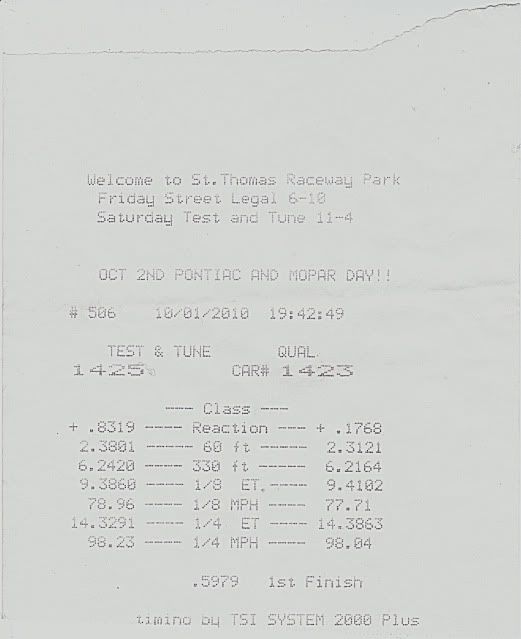 Welcome to St.Thomas Raceway Park
Friday Street Legal 6-10
Saturday Test and Tune 11-4
OCT 2ND PONTIAC AND MOPAR DAY!!
# 506 10/01/2010 19:42:49
TEST & TUNE QUAL.
1425 CAR# 1423
--- Class ---
+ .8319 ---- Reaction ---- + .1768
2.3801 ----- 60 ft ----- 2.3121
6.2420 ---- 330 ft ---- 6.2164
9.3860 ---- 1/8 ET ---- 9.4102
78.96 ---- 1/8 MPH ---- 77.71
14.3291 ---- 1/4 ET ---- 14.3863
98.23 ---- 1/4 MPH ---- 98.04
.5979 1st Finish
timing by TSI SYSTEM 2000 Plus